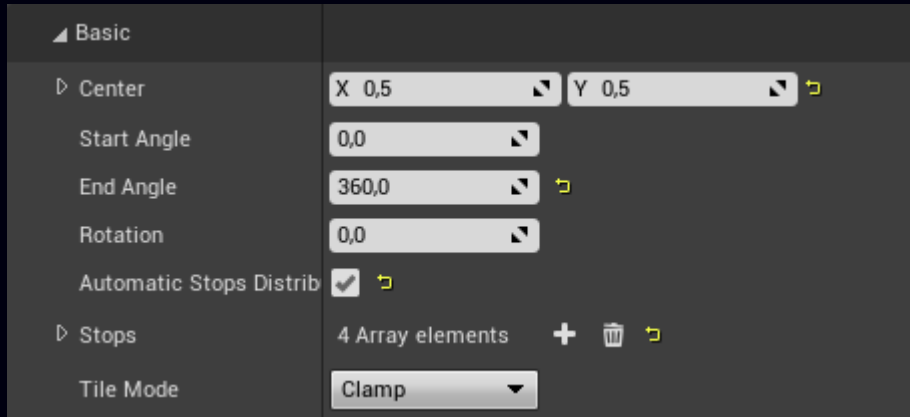 Basic
Center X 0,5 Y 0,5
Start Angle 0,0
End Angle 360,0
Rotation 0,0
Automatic Stops Distrib
Stops 4 Array elements
Tile Mode Clamp